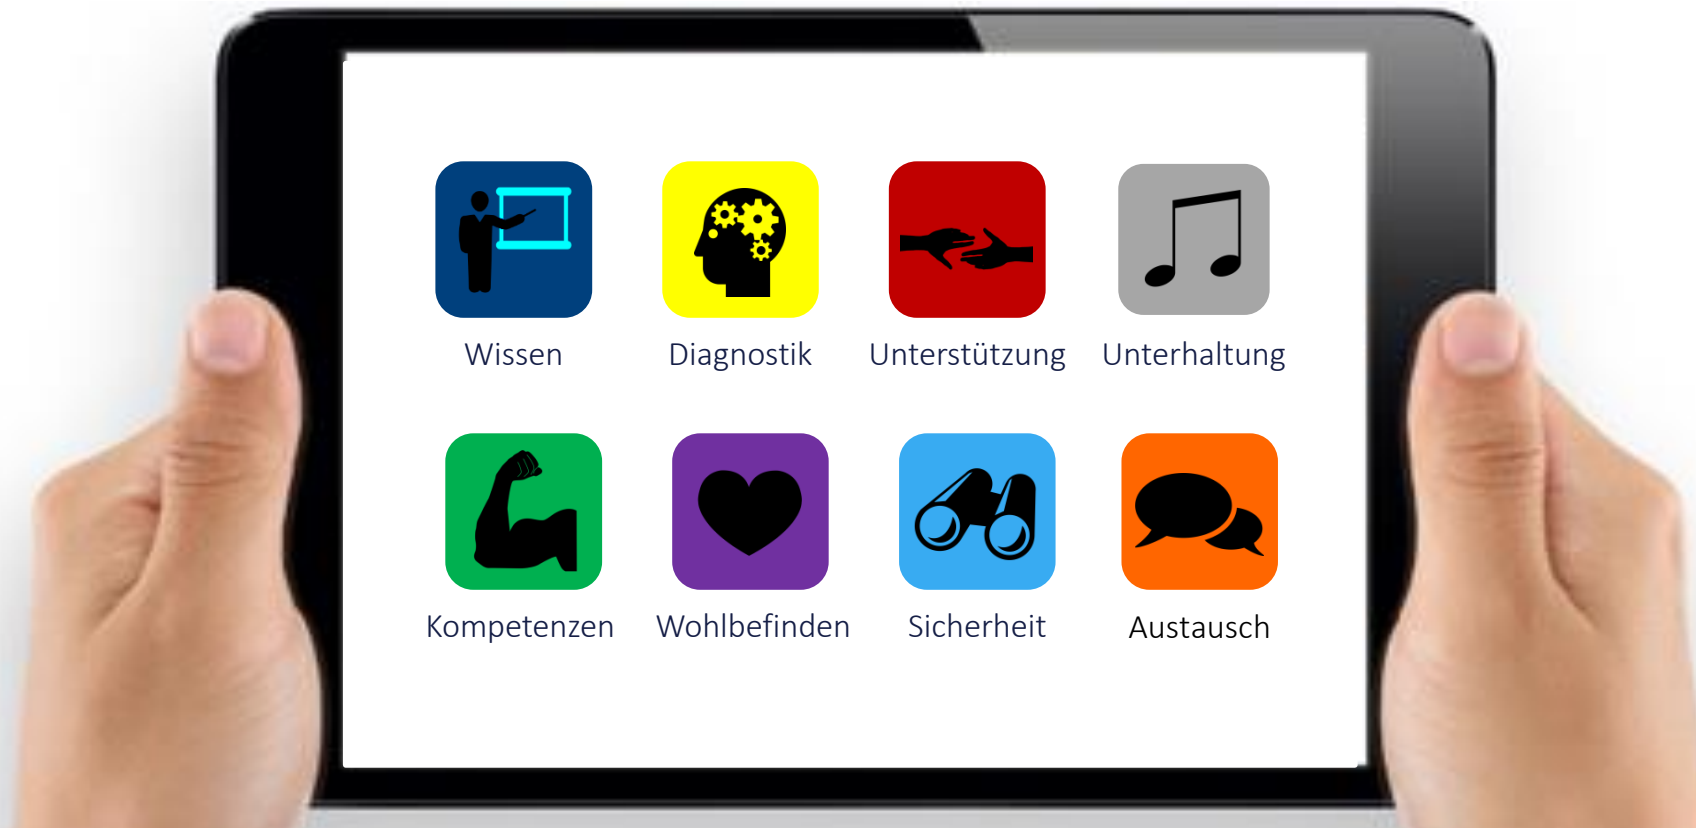 Wissen
Diagnostik
Unterstützung
Unterhaltung
Kompetenzen
Wohlbefinden
Sicherheit
Austausch